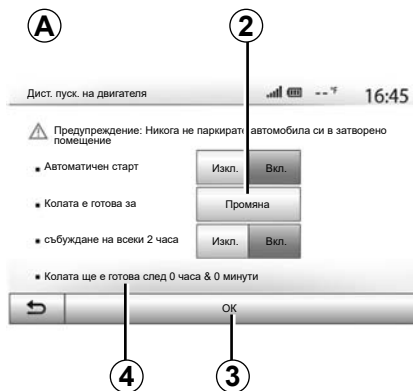 A
2
Дист. пуск. на двигателя
-- °F
16:45
Предупреждение: Никога не паркирате автомобила си в затворено
помещение
Автоматичен старт
Изкл.
Вкл.
Колата е готова за
Промяна
събуждане на всеки 2 часа
Изкл.
Вкл.
Колата ще е готова след 0 часа & 0 минути
ОК
4
3